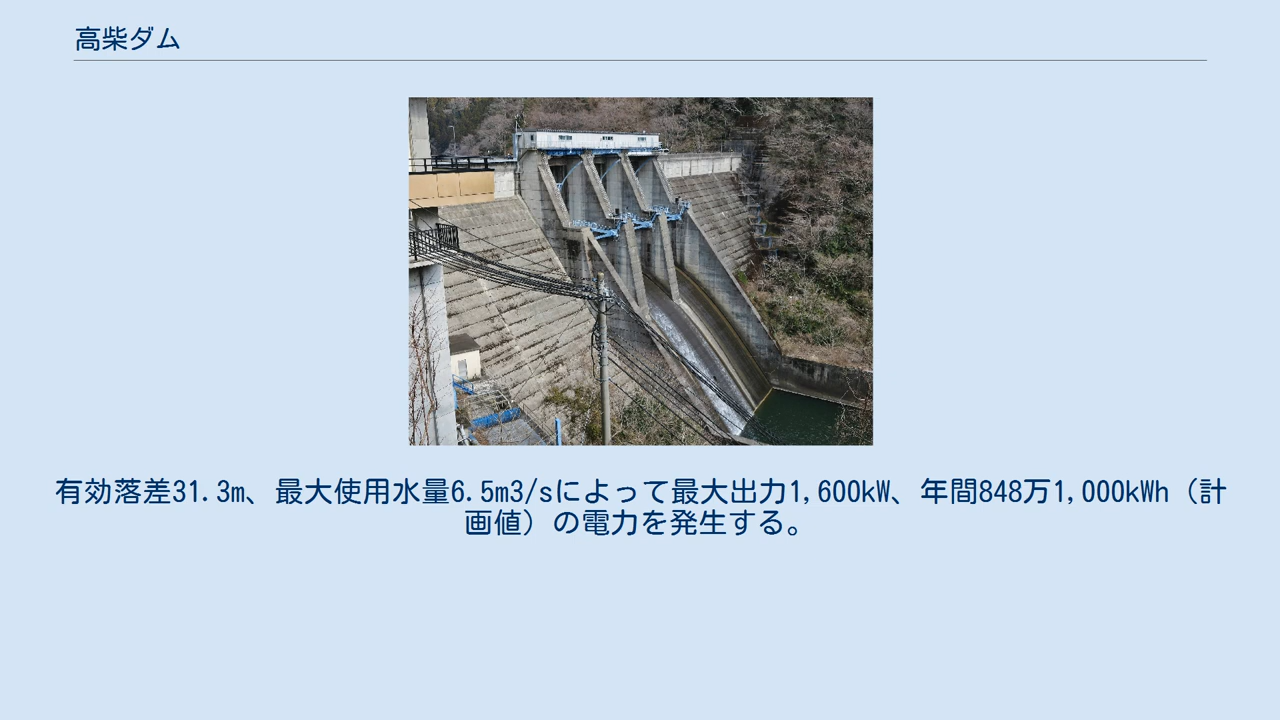 高柴ダム
有効落差31.3m、最大使用水量6.5m3/sによって最大出力1,600kW、年間848万1,000kWh（計
画値）の電力を発生する。